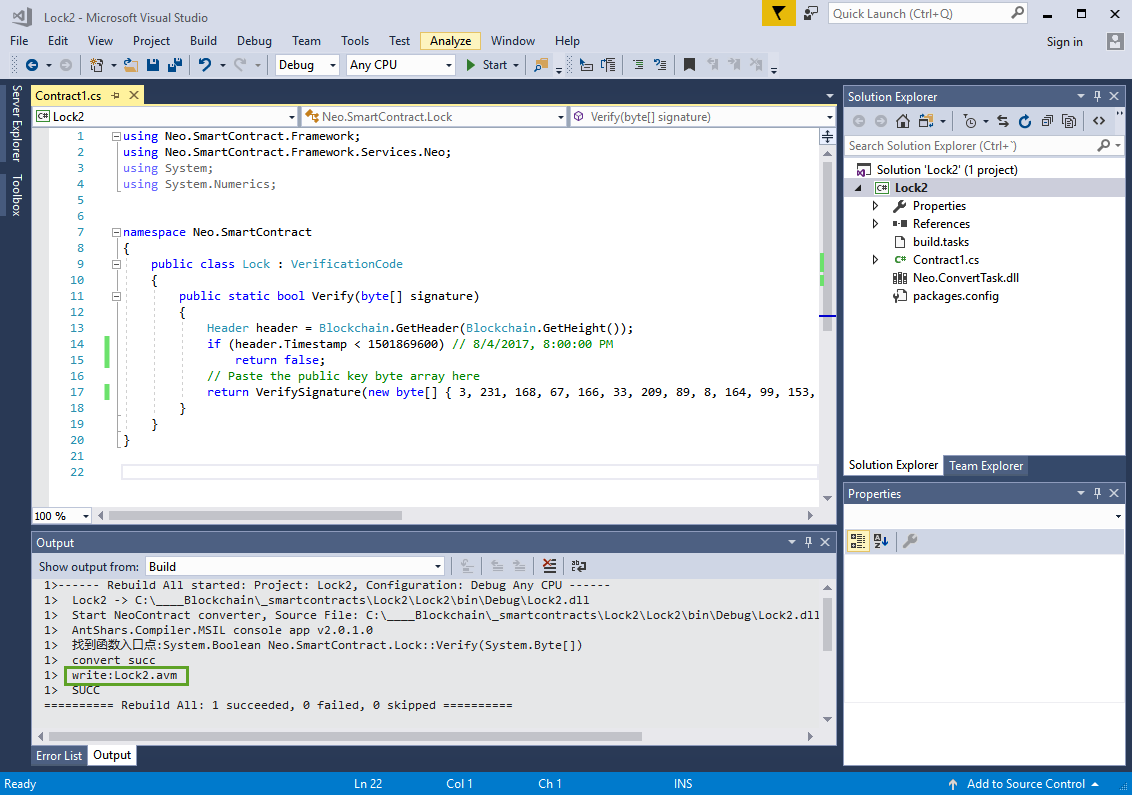 Lock2 - Microsoft Visual Studio
Quick Launch (Ctrl+Q)
File Edit View Project Build Debug Team Tools Test Analyze Window Help
Sign in
Debug Any CPU Start
Server Explorer
Toolbox
Contract1.cs
C# Lock2 Neo.SmartContract.Lock Verify(byte[] signature)
1 using Neo.SmartContract.Framework;
2 using Neo.SmartContract.Framework.Services.Neo;
3 using System;
4 using System.Numerics;
5
6
7 namespace Neo.SmartContract
8 {
9 public class Lock : VerificationCode
10 {
11 public static bool Verify(byte[] signature)
12 {
13 Header header = Blockchain.GetHeader(Blockchain.GetHeight());
14 if (header.Timestamp < 1501869600) // 8/4/2017, 8:00:00 PM
15 return false;
16 // Paste the public key byte array here
17 return VerifySignature(new byte[] { 3, 231, 168, 67, 166, 33, 209, 89, 8, 164, 99, 153,
18 }
19 }
20 }
21
22
100 %
Output
Show output from: Build
1>------ Rebuild All started: Project: Lock2, Configuration: Debug Any CPU ------
1> Lock2 -> C:\____Blockchain\_smartcontracts\Lock2\Lock2\bin\Debug\Lock2.dll
1> Start NeoContract converter, Source File: C:\____Blockchain\_smartcontracts\Lock2\Lock2\bin\Debug\Lock2.dll
1> AntShars.Compiler.MSIL console app v2.0.1.0
1> 找到函数入口点:System.Boolean Neo.SmartContract.Lock::Verify(System.Byte[])
1> convert succ
1> write:Lock2.avm
1> SUCC
========== Rebuild All: 1 succeeded, 0 failed, 0 skipped ==========
Error List Output
Solution Explorer
Search Solution Explorer (Ctrl+`)
Solution 'Lock2' (1 project)
C# Lock2
Properties
References
build.tasks
C# Contract1.cs
Neo.ConvertTask.dll
packages.config
Solution Explorer Team Explorer
Properties
Ready Ln 22 Col 1 Ch 1 INS Add to Source Control